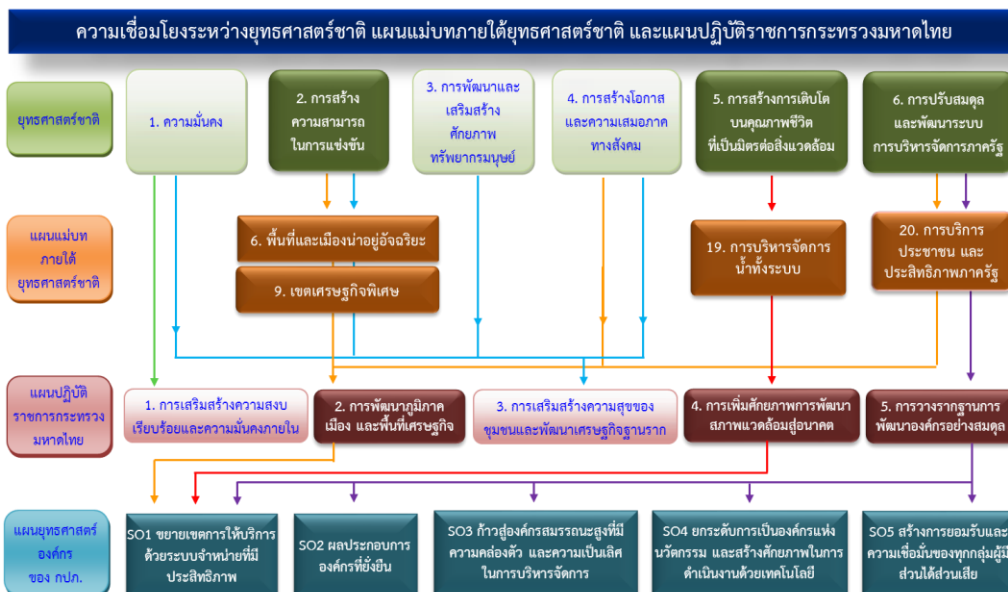 ความเชื่อมโยงระหว่างยุทธศาสตร์ชาติ แผนแม่บทภายใต้ยุทธศาสตร์ชาติ และแผนปฏิบัติราชการกระทรวงมหาดไทย
ยุทธศาสตร์ชาติ
1. ความมั่นคง
2. การสร้าง
ความสามารถ
ในการแข่งขัน
3. การพัฒนาและ
เสริมสร้าง
ศักยภาพ
ทรัพยากรมนุษย์
4. การสร้างโอกาส
และความเสมอภาค
ทางสังคม
5. การสร้างการเติบโต
บนคุณภาพชีวิต
ที่เป็นมิตรต่อสิ่งแวดล้อม
6. การปรับสมดุล
และพัฒนาระบบ
การบริหารจัดการภาครัฐ
แผนแม่บท
ภายใต้
ยุทธศาสตร์ชาติ
6. พื้นที่และเมืองน่าอยู่อัจฉริยะ
9. เขตเศรษฐกิจพิเศษ
19. การบริหารจัดการ
น้ำทั้งระบบ
20. การบริการ
ประชาชน และ
ประสิทธิภาพภาครัฐ
แผนปฏิบัติ
ราชการกระทรวง
มหาดไทย
1. การเสริมสร้างความสงบ
เรียบร้อยและความมั่นคงภายใน
2. การพัฒนาภูมิภาค
เมือง และพื้นที่เศรษฐกิจ
3. การเสริมสร้างความสุขของ
ชุมชนและพัฒนาเศรษฐกิจฐานราก
4. การเพิ่มศักยภาพการพัฒนา
สภาพแวดล้อมสู่อนาคต
5. การวางรากฐานการ
พัฒนาองค์กรอย่างสมดุล
แผนยุทธศาสตร์
องค์กร
ของ กปภ.
SO1 ขยายเขตการให้บริการ
ด้วยระบบจำหน่ายที่มี
ประสิทธิภาพ
SO2 ผลประกอบการ
องค์กรที่ยั่งยืน
SO3 ก้าวสู่องค์กรสมรรถนะสูงที่มี
ความคล่องตัว และความเป็นเลิศ
ในการบริหารจัดการ
SO4 ยกระดับการเป็นองค์กรแห่ง
นวัตกรรม และสร้างศักยภาพในการ
ดำเนินงานด้วยเทคโนโลยี
SO5 สร้างการยอมรับและ
ความเชื่อมั่นของทุกกลุ่มผู้มี
ส่วนได้ส่วนเสีย